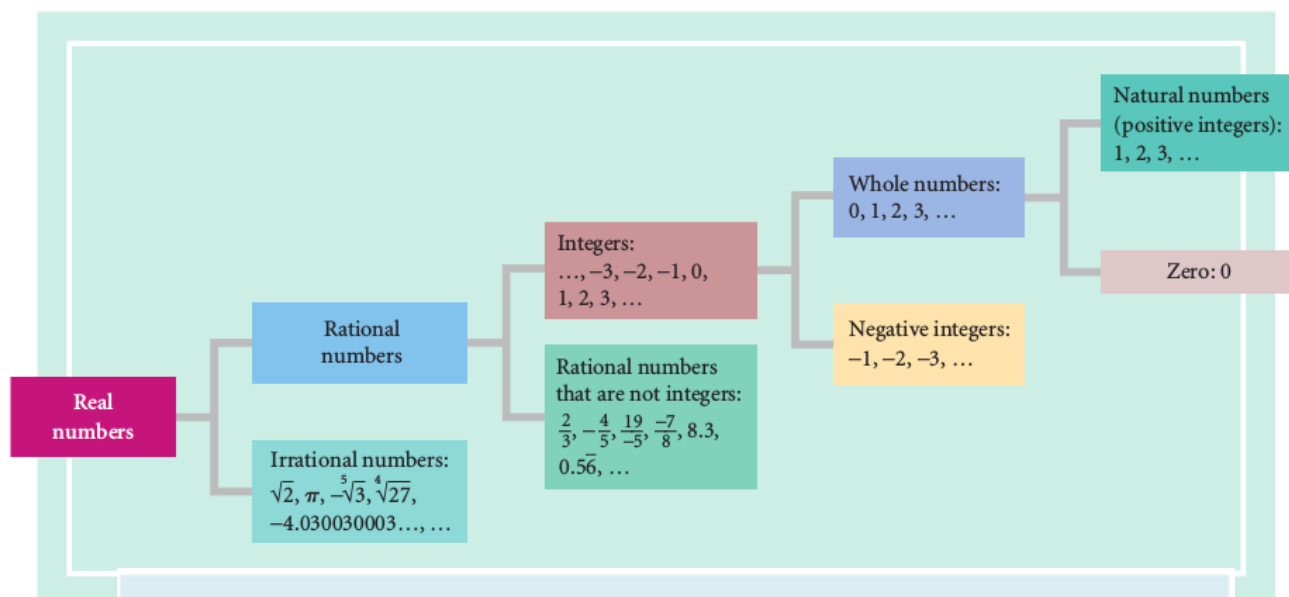 Natural numbers
(positive integers):
1, 2, 3, …
Whole numbers:
0, 1, 2, 3, …
Integers:
…, −3, −2, −1, 0,
1, 2, 3, …
Zero: 0
Rational
numbers
Negative integers:
−1, −2, −3, …
Rational numbers
that are not integers:
2/3, −4/5, 19/−5, −7/8, 8.3,
0.56̅, …
Real
numbers
Irrational numbers:
√2, π, −⁵√3, ⁴√27,
−4.030030003…, …